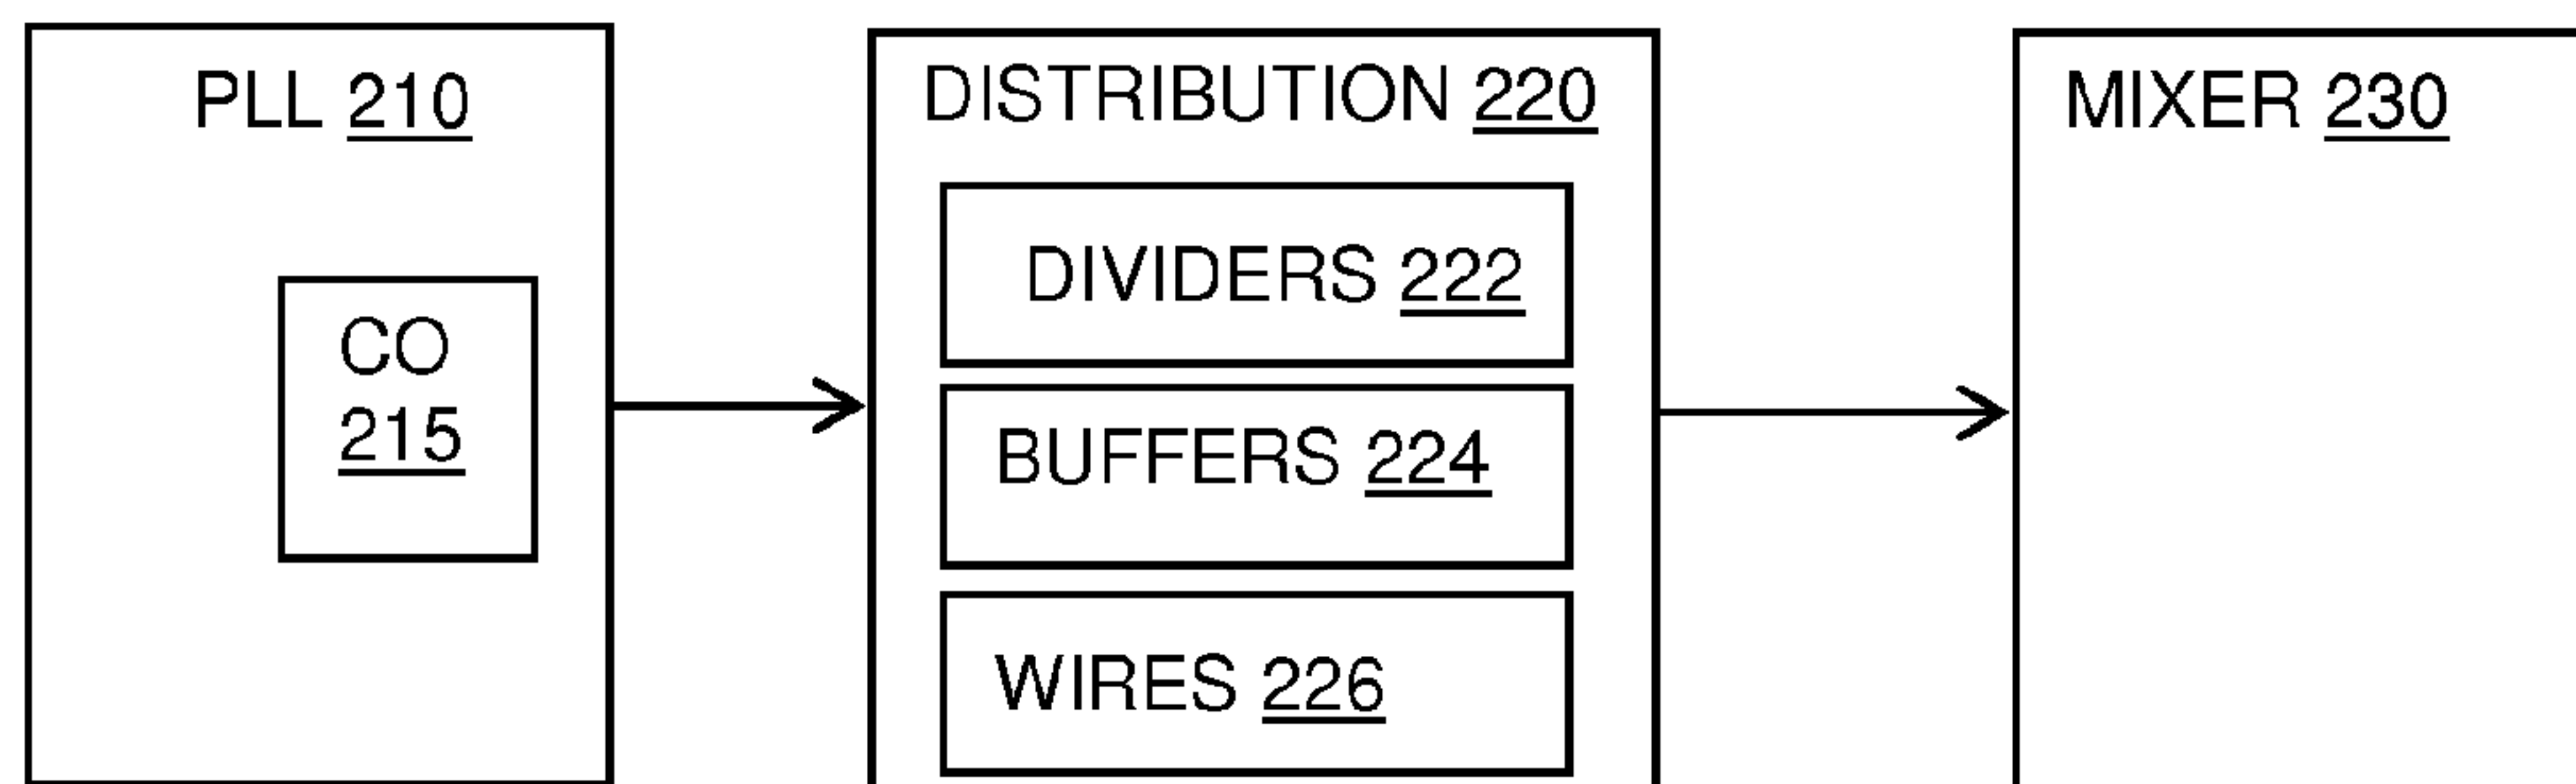 PLL 210
CO
215
DISTRIBUTION 220
DIVIDERS 222
BUFFERS 224
WIRES 226
MIXER 230